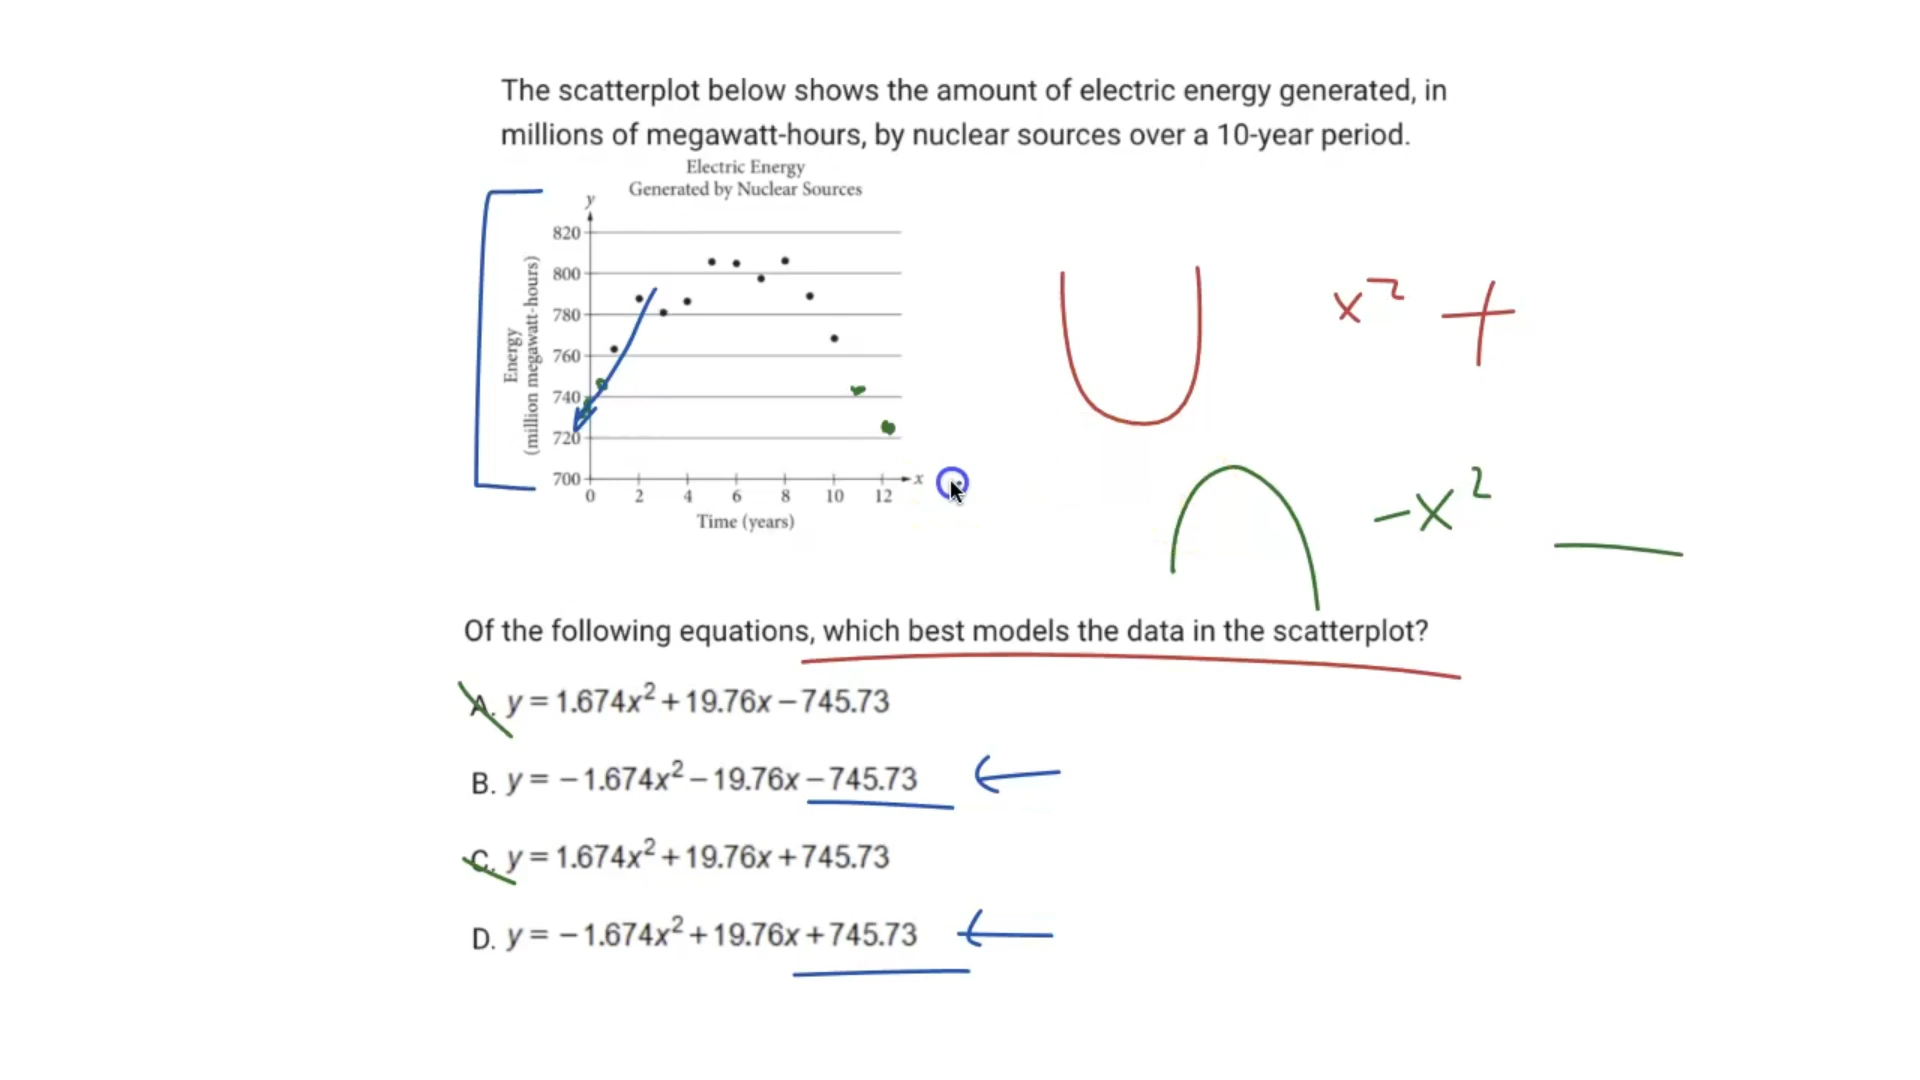 The scatterplot below shows the amount of electric energy generated, in
millions of megawatt-hours, by nuclear sources over a 10-year period.
Electric Energy
Generated by Nuclear Sources
y
820
800
780
760
740
720
700
Energy
(million megawatt-hours)
0 2 4 6 8 10 12
x
Time (years)
x² +
-x² —
Of the following equations, which best models the data in the scatterplot?
A. y = 1.674x² + 19.76x − 745.73
B. y = − 1.674x² − 19.76x − 745.73
C. y = 1.674x² + 19.76x + 745.73
D. y = − 1.674x² + 19.76x + 745.73